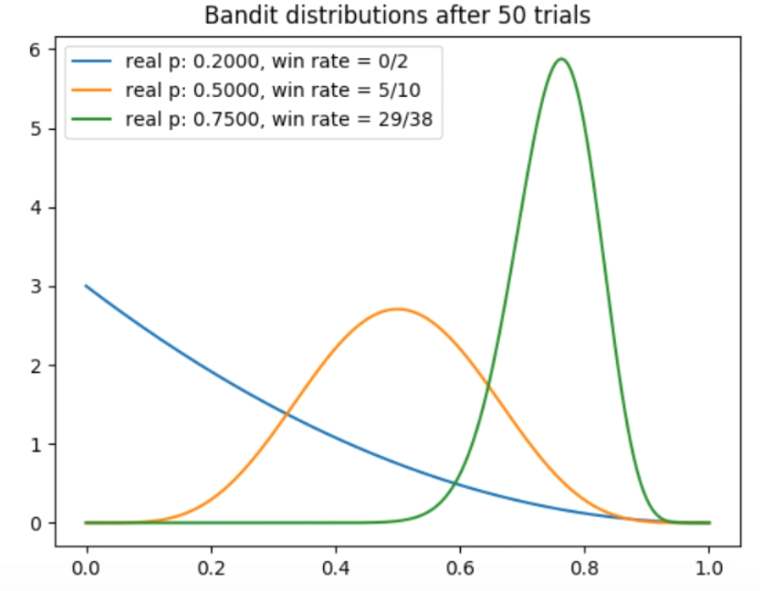 Bandit distributions after 50 trials
real p: 0.2000, win rate = 0/2
real p: 0.5000, win rate = 5/10
real p: 0.7500, win rate = 29/38
6
5
4
3
2
1
0
0.0 0.2 0.4 0.6 0.8 1.0